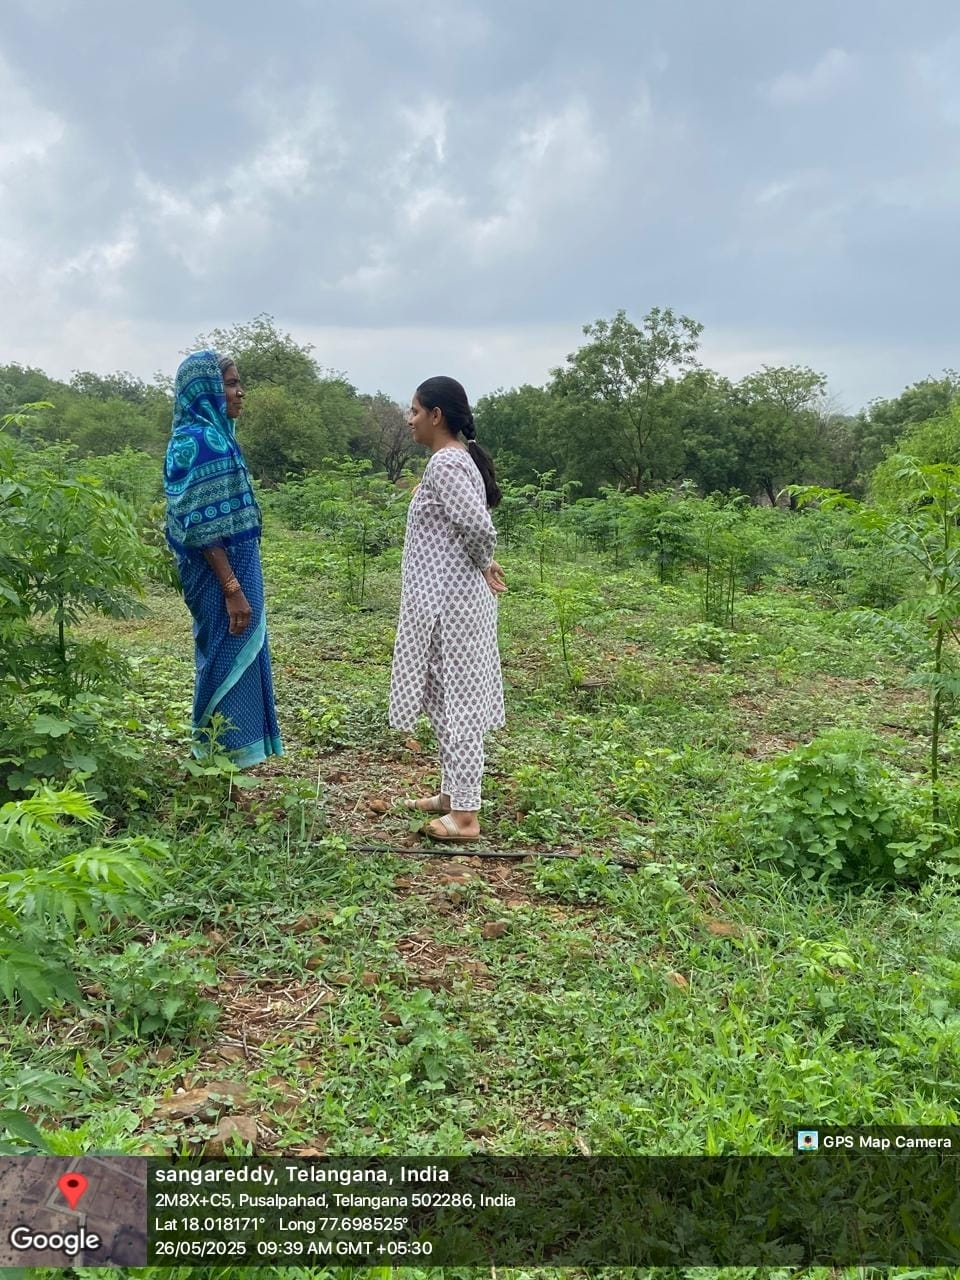 GPS Map Camera
sangareddy, Telangana, India
2M8X+C5, Pusalpahad, Telangana 502286, India
Lat 18.018171° Long 77.698525°
26/05/2025 09:39 AM GMT +05:30
Google